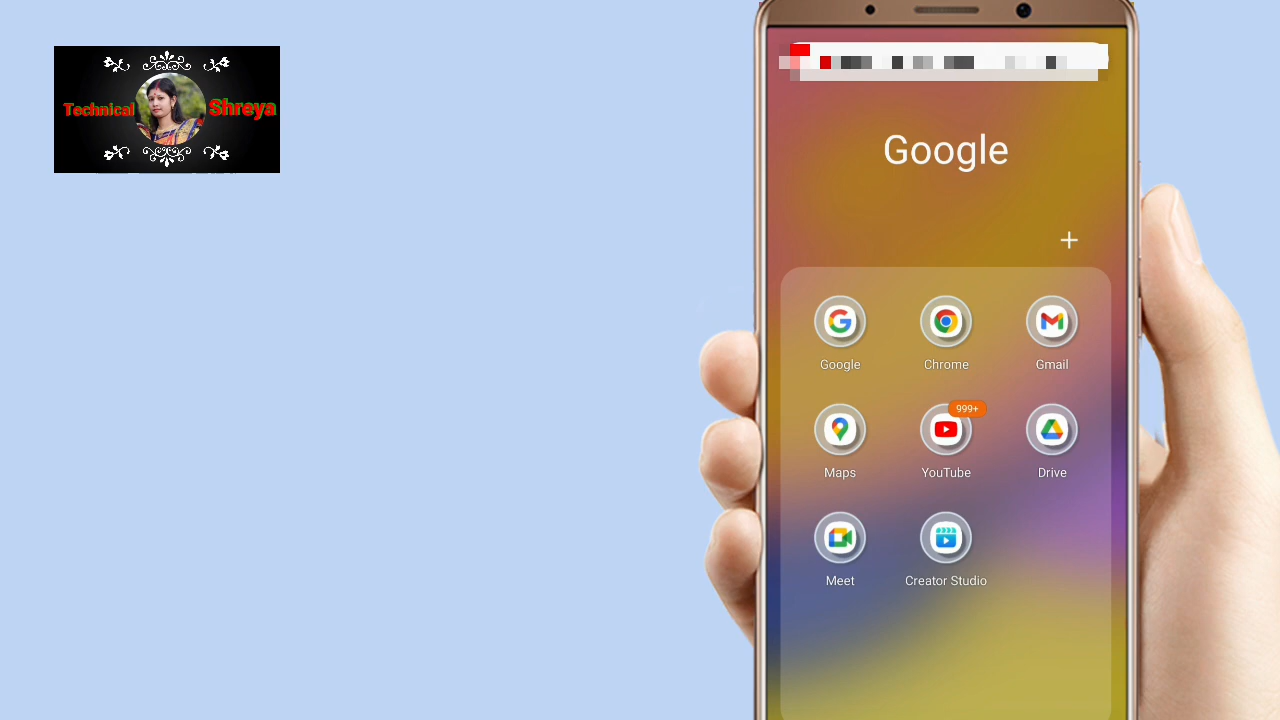 Technical Shreya
Google
+
Google Chrome Gmail
999+
Maps YouTube Drive
Meet Creator Studio